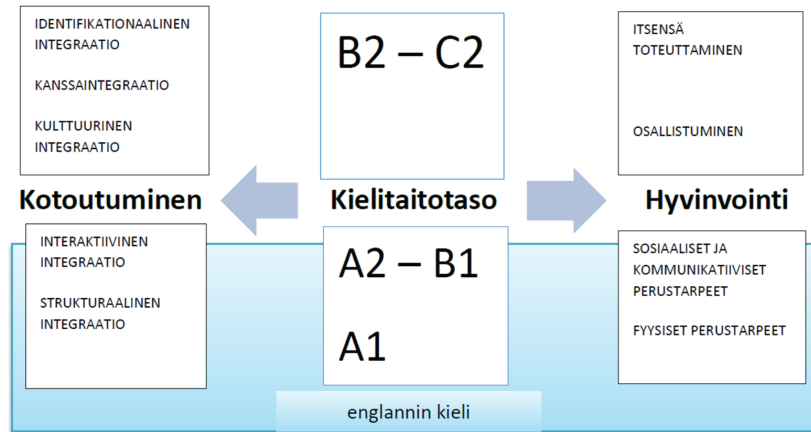 IDENTIFIKATIONAALINEN
INTEGRAATIO
KANSSAINTEGRAATIO
KULTTUURINEN
INTEGRAATIO
B2 – C2
ITSENSÄ
TOTEUTTAMINEN
OSALLISTUMINEN
Kotoutuminen
Kielitaitotaso
Hyvinvointi
INTERAKTIIVINEN
INTEGRAATIO
STRUKTURAALINEN
INTEGRAATIO
A2 – B1
A1
SOSIAALISET JA
KOMMUNIKATIIVISET
PERUSTARPEET
FYYSISET PERUSTARPEET
englannin kieli